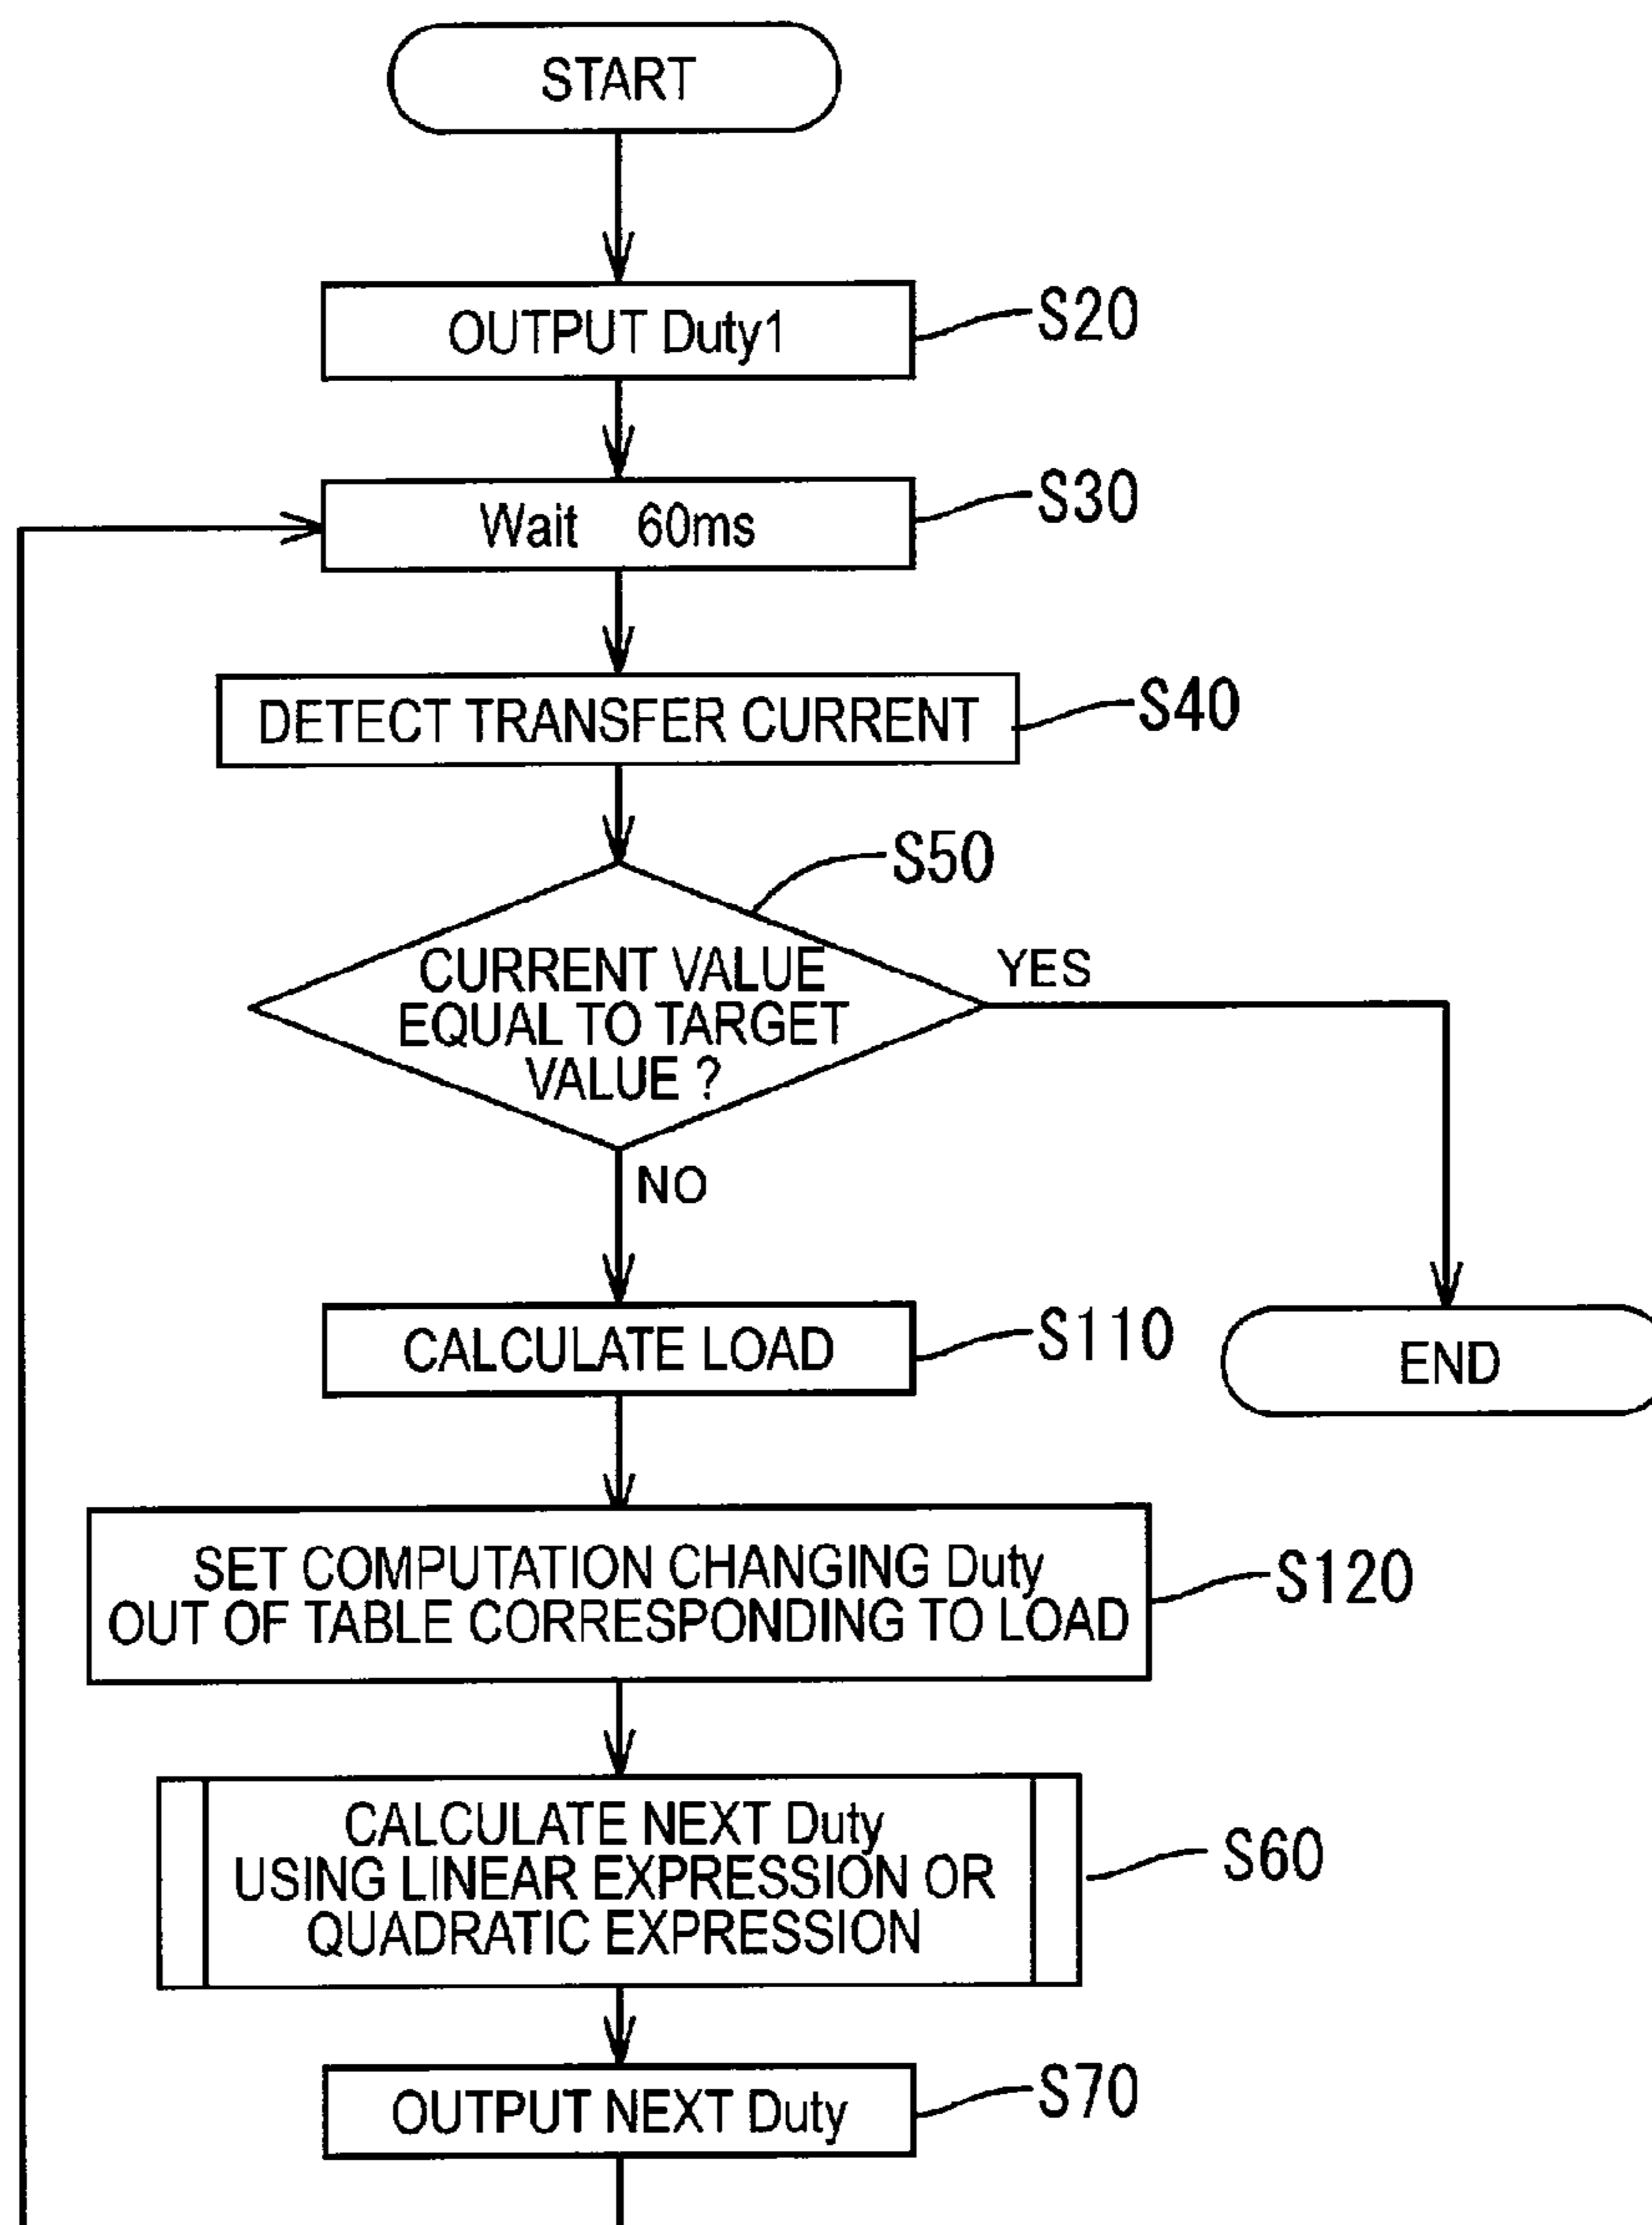 START
OUTPUT Duty1
S20
Wait 60ms
S30
DETECT TRANSFER CURRENT
S40
S50
CURRENT VALUE
EQUAL TO TARGET
VALUE ?
YES
NO
CALCULATE LOAD
S110
END
SET COMPUTATION CHANGING Duty
OUT OF TABLE CORRESPONDING TO LOAD
S120
CALCULATE NEXT Duty
USING LINEAR EXPRESSION OR
QUADRATIC EXPRESSION
S60
OUTPUT NEXT Duty
S70